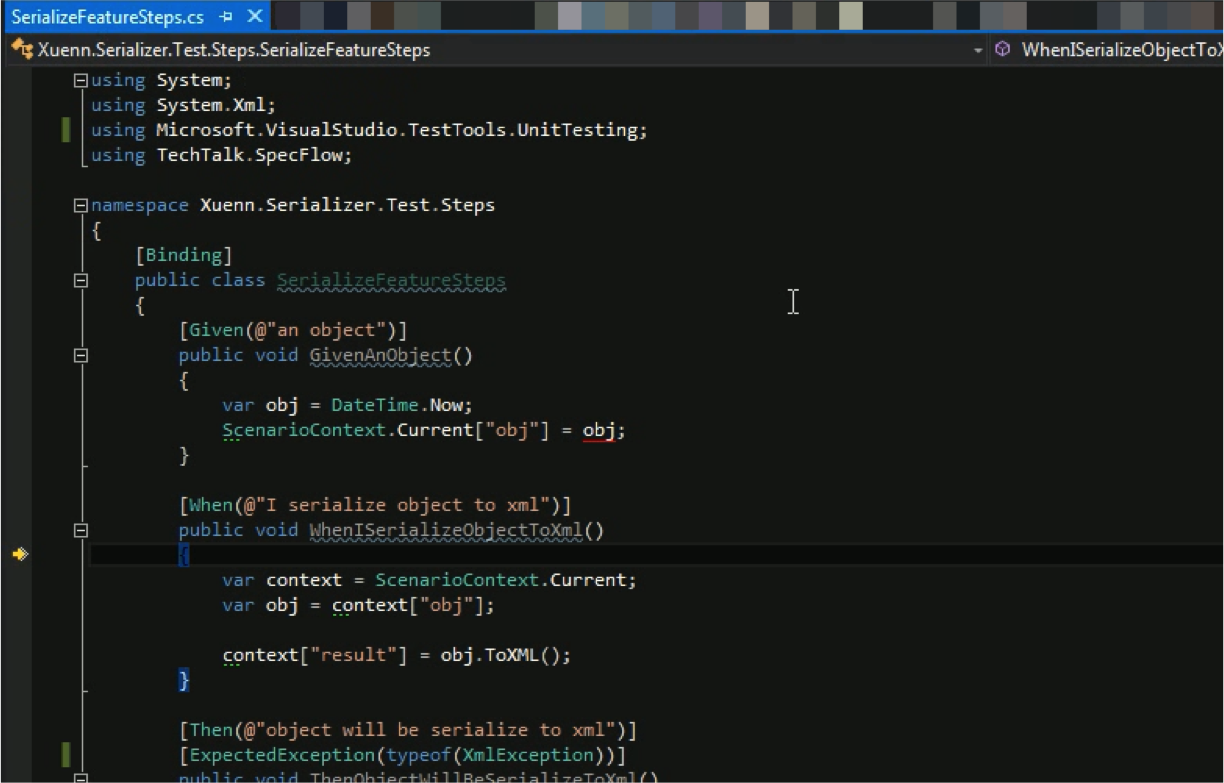 SerializeFeatureSteps.cs
Xuenn.Serializer.Test.Steps.SerializeFeatureSteps
WhenISerializeObjectToX
using System;
using System.Xml;
using Microsoft.VisualStudio.TestTools.UnitTesting;
using TechTalk.SpecFlow;
namespace Xuenn.Serializer.Test.Steps
{
[Binding]
public class SerializeFeatureSteps
{
[Given(@"an object")]
public void GivenAnObject()
{
var obj = DateTime.Now;
ScenarioContext.Current["obj"] = obj;
}
[When(@"I serialize object to xml")]
public void WhenISerializeObjectToXml()
{
var context = ScenarioContext.Current;
var obj = context["obj"];
context["result"] = obj.ToXML();
}
[Then(@"object will be serialize to xml")]
[ExpectedException(typeof(XmlException))]
public void ThenObjectWillBeSerializeToXml()